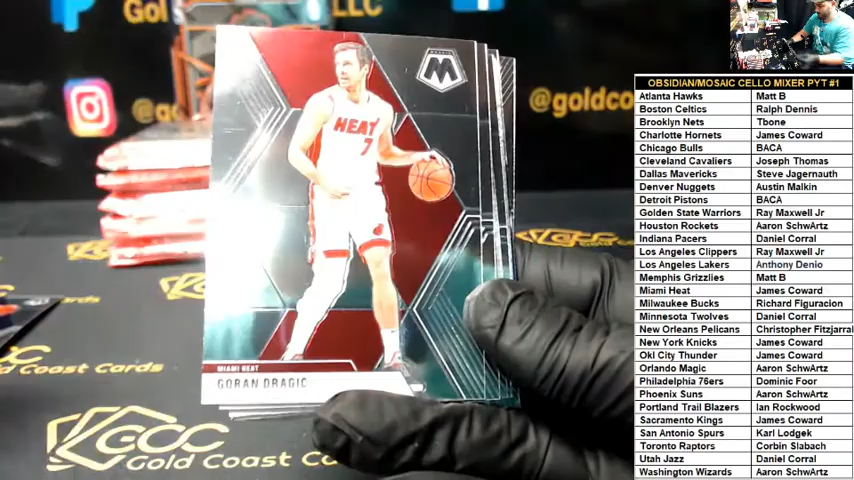 Gold Co
LLC
@goldco
M
HEAT
7
MIAMI HEAT
GORAN DRAGIC
oast Cards
GCC
Gold Coast Ca
OBSIDIAN/MOSAIC CELLO MIXER PYT #1
Atlanta Hawks Matt B
Boston Celtics Ralph Dennis
Brooklyn Nets Tbone
Charlotte Hornets James Coward
Chicago Bulls BACA
Cleveland Cavaliers Joseph Thomas
Dallas Mavericks Steve Jagernauth
Denver Nuggets Austin Malkin
Detroit Pistons BACA
Golden State Warriors Ray Maxwell Jr
Houston Rockets Aaron SchwArtz
Indiana Pacers Daniel Corral
Los Angeles Clippers Ray Maxwell Jr
Los Angeles Lakers Anthony Denio
Memphis Grizzlies Matt B
Miami Heat James Coward
Milwaukee Bucks Richard Figuracion
Minnesota Twolves Daniel Corral
New Orleans Pelicans Christopher Fitzjarral
New York Knicks James Coward
Okl City Thunder James Coward
Orlando Magic Aaron SchwArtz
Philadelphia 76ers Dominic Foor
Phoenix Suns Aaron SchwArtz
Portland Trail Blazers Ian Rockwood
Sacramento Kings James Coward
San Antonio Spurs Karl Lodgek
Toronto Raptors Corbin Slabach
Utah Jazz Daniel Corral
Washington Wizards Aaron SchwArtz